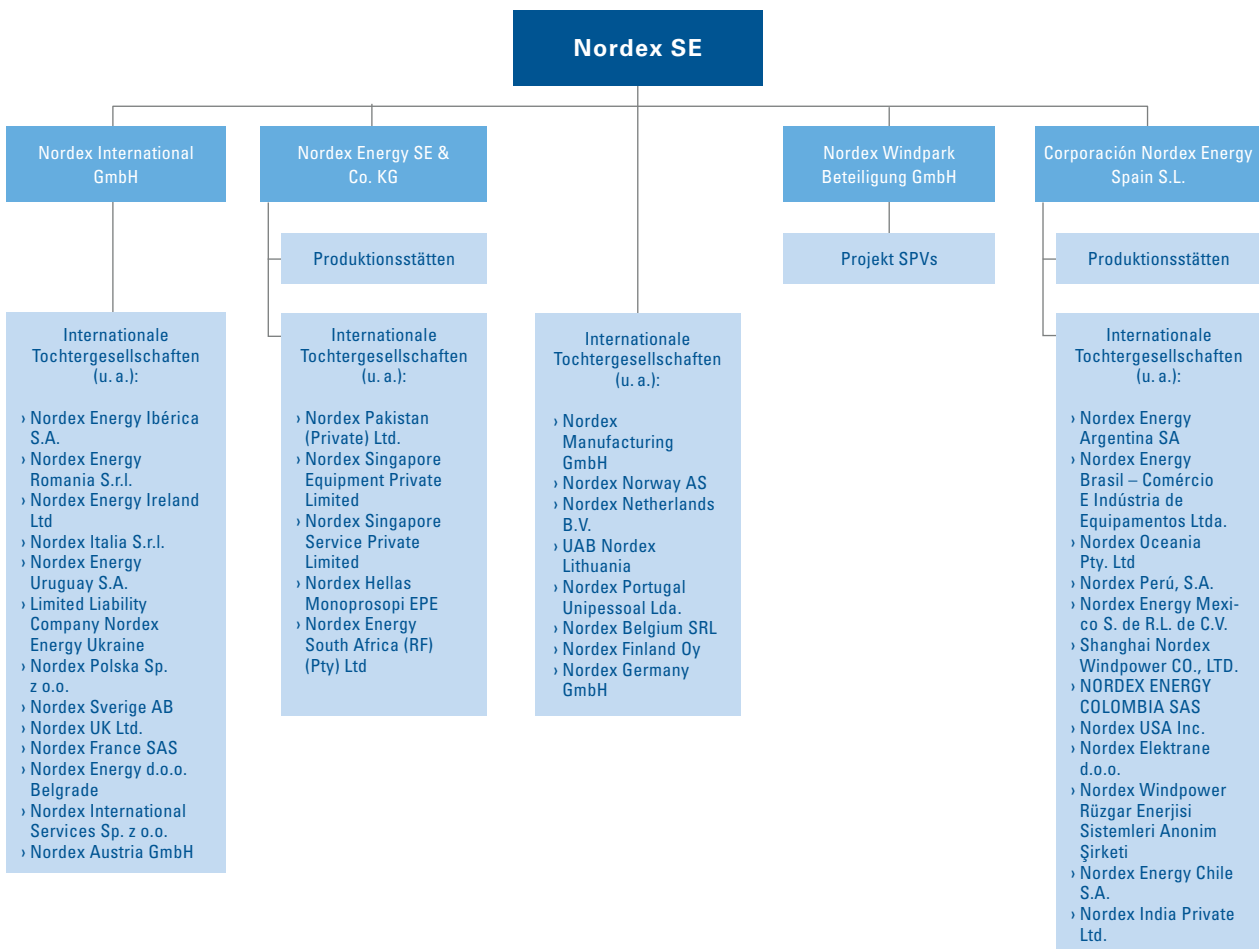 Nordex SE
Nordex International
GmbH
Nordex Energy SE &
Co. KG
Nordex Windpark
Beteiligung GmbH
Corporación Nordex Energy
Spain S.L.
Produktionsstätten
Projekt SPVs
Produktionsstätten
Internationale
Tochtergesellschaften
(u. a.):
› Nordex Energy Ibérica
S.A.
› Nordex Energy
Romania S.r.l.
› Nordex Energy Ireland
Ltd
› Nordex Italia S.r.l.
› Nordex Energy
Uruguay S.A.
› Limited Liability
Company Nordex
Energy Ukraine
› Nordex Polska Sp.
z o.o.
› Nordex Sverige AB
› Nordex UK Ltd.
› Nordex France SAS
› Nordex Energy d.o.o.
Belgrade
› Nordex International
Services Sp. z o.o.
› Nordex Austria GmbH
Internationale
Tochtergesellschaften
(u. a.):
› Nordex Pakistan
(Private) Ltd.
› Nordex Singapore
Equipment Private
Limited
› Nordex Singapore
Service Private
Limited
› Nordex Hellas
Monoprosopi EPE
› Nordex Energy
South Africa (RF)
(Pty) Ltd
Internationale
Tochtergesellschaften
(u. a.):
› Nordex
Manufacturing
GmbH
› Nordex Norway AS
› Nordex Netherlands
B.V.
› UAB Nordex
Lithuania
› Nordex Portugal
Unipessoal Lda.
› Nordex Belgium SRL
› Nordex Finland Oy
› Nordex Germany
GmbH
Internationale
Tochtergesellschaften
(u. a.):
› Nordex Energy
Argentina SA
› Nordex Energy
Brasil – Comércio
E Indústria de
Equipamentos Ltda.
› Nordex Oceania
Pty. Ltd
› Nordex Perú, S.A.
› Nordex Energy Mexi-
co S. de R.L. de C.V.
› Shanghai Nordex
Windpower CO., LTD.
› NORDEX ENERGY
COLOMBIA SAS
› Nordex USA Inc.
› Nordex Elektrane
d.o.o.
› Nordex Windpower
Rüzgar Enerjisi
Sistemleri Anonim
Şirketi
› Nordex Energy Chile
S.A.
› Nordex India Private
Ltd.